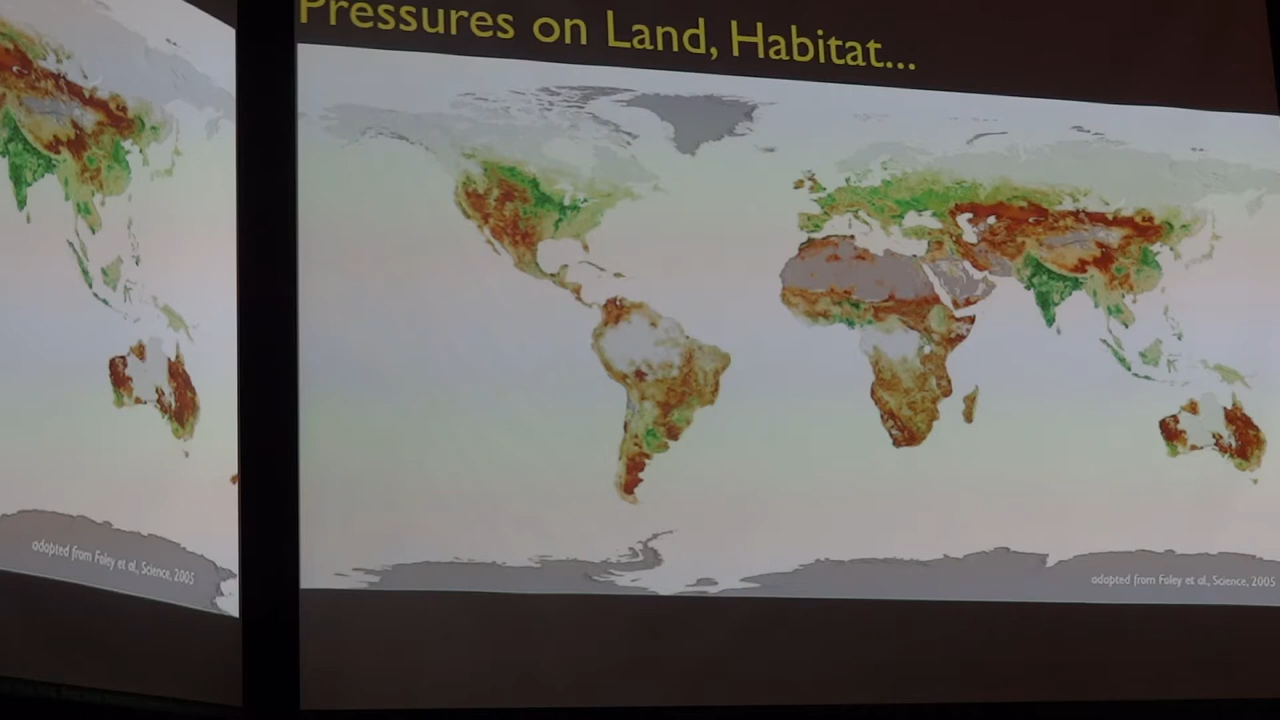 Pressures on Land, Habitat...
adapted from Foley et al., Science, 2005
adapted from Foley et al., Science, 2005